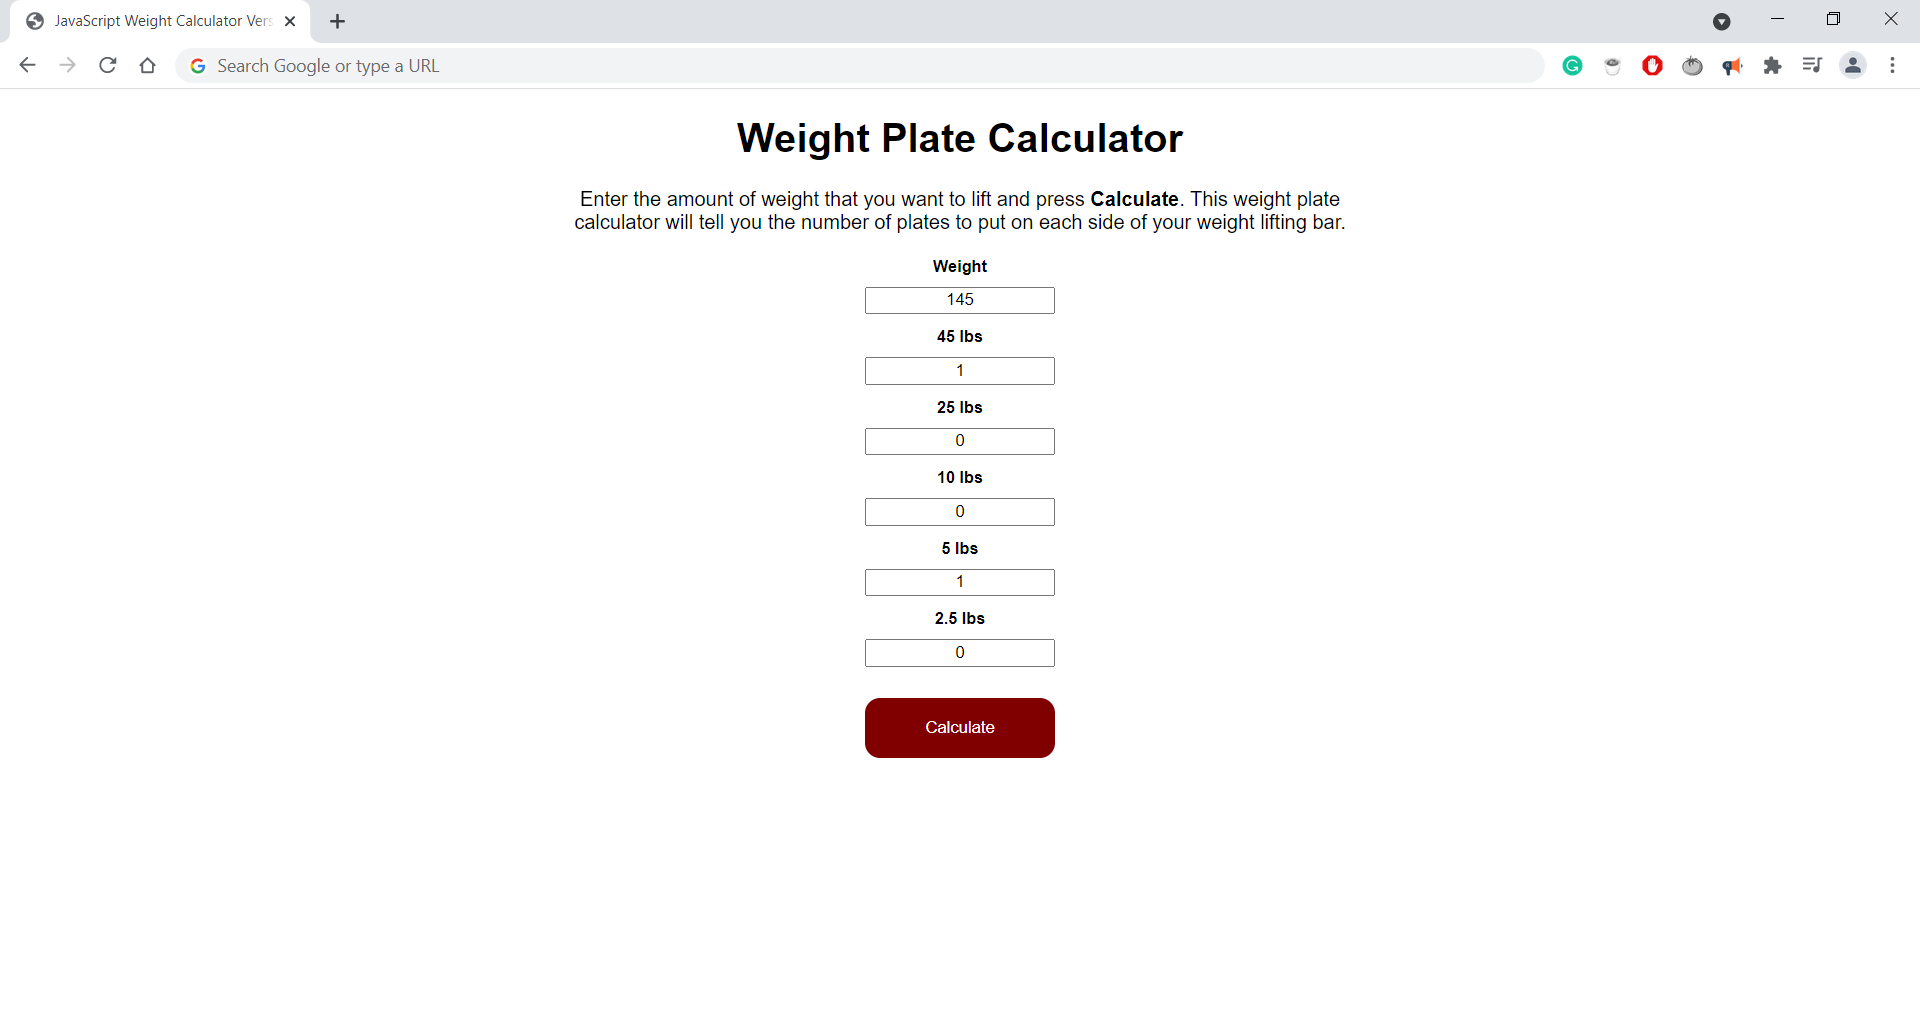 JavaScript Weight Calculator Vers
Search Google or type a URL
Weight Plate Calculator
Enter the amount of weight that you want to lift and press Calculate. This weight plate
calculator will tell you the number of plates to put on each side of your weight lifting bar.
Weight
145
45 lbs
1
25 lbs
0
10 lbs
0
5 lbs
1
2.5 lbs
0
Calculate